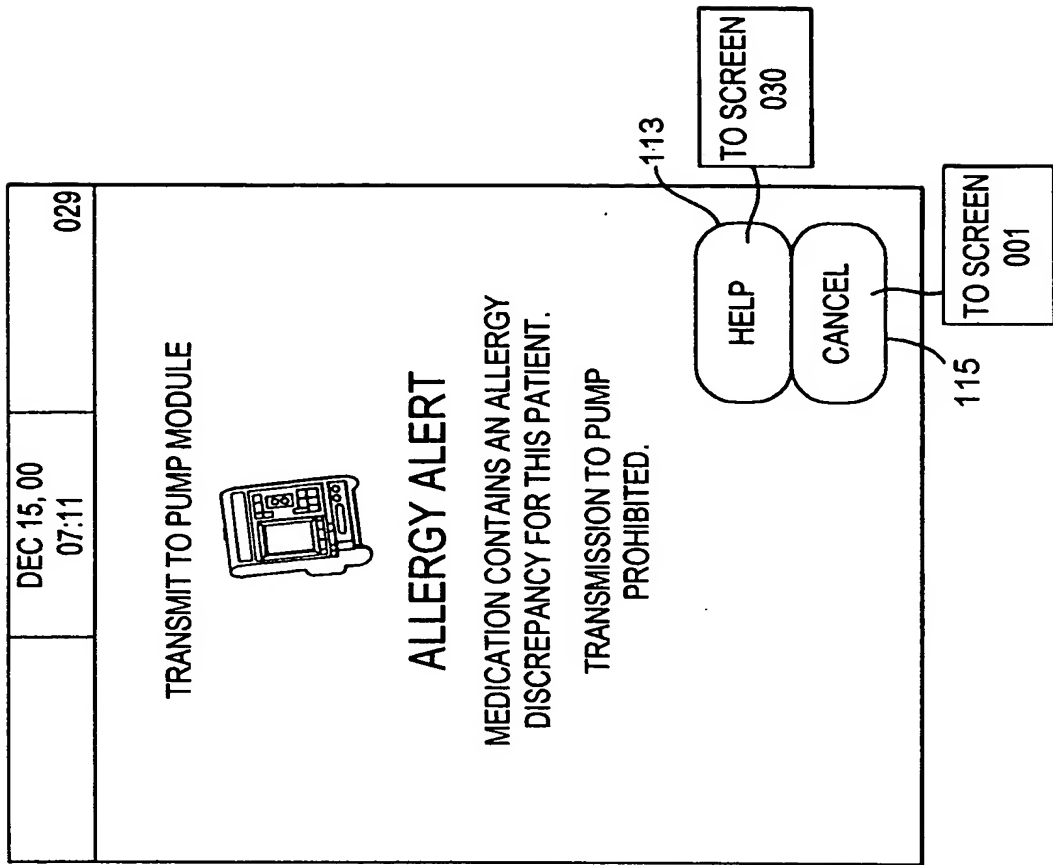 DEC 15, 00
07:11
029
TRANSMIT TO PUMP MODULE
ALLERGY ALERT
MEDICATION CONTAINS AN ALLERGY
DISCREPANCY FOR THIS PATIENT.
TRANSMISSION TO PUMP
PROHIBITED.
113
HELP
TO SCREEN
030
CANCEL
115
TO SCREEN
001